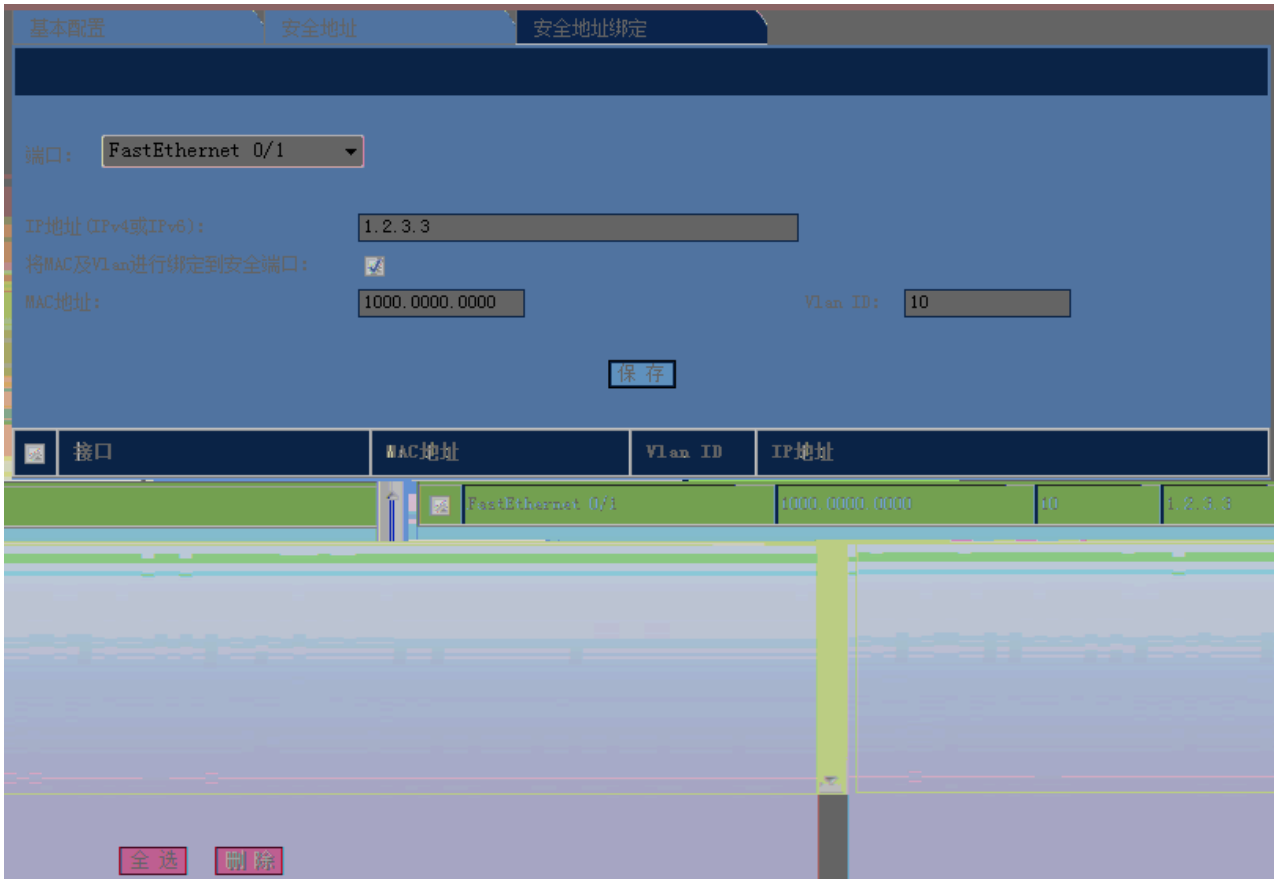 基本配置 安全地址 安全地址绑定
端口: FastEthernet 0/1
IP地址(IPv4或IPv6): 1.2.3.3
将MAC及Vlan进行绑定到安全端口:
MAC地址: 1000.0000.0000 Vlan ID: 10
保 存
接口 MAC地址 Vlan ID IP地址
FastEthernet 0/1 1000.0000.0000 10 1.2.3.3
全 选 删 除